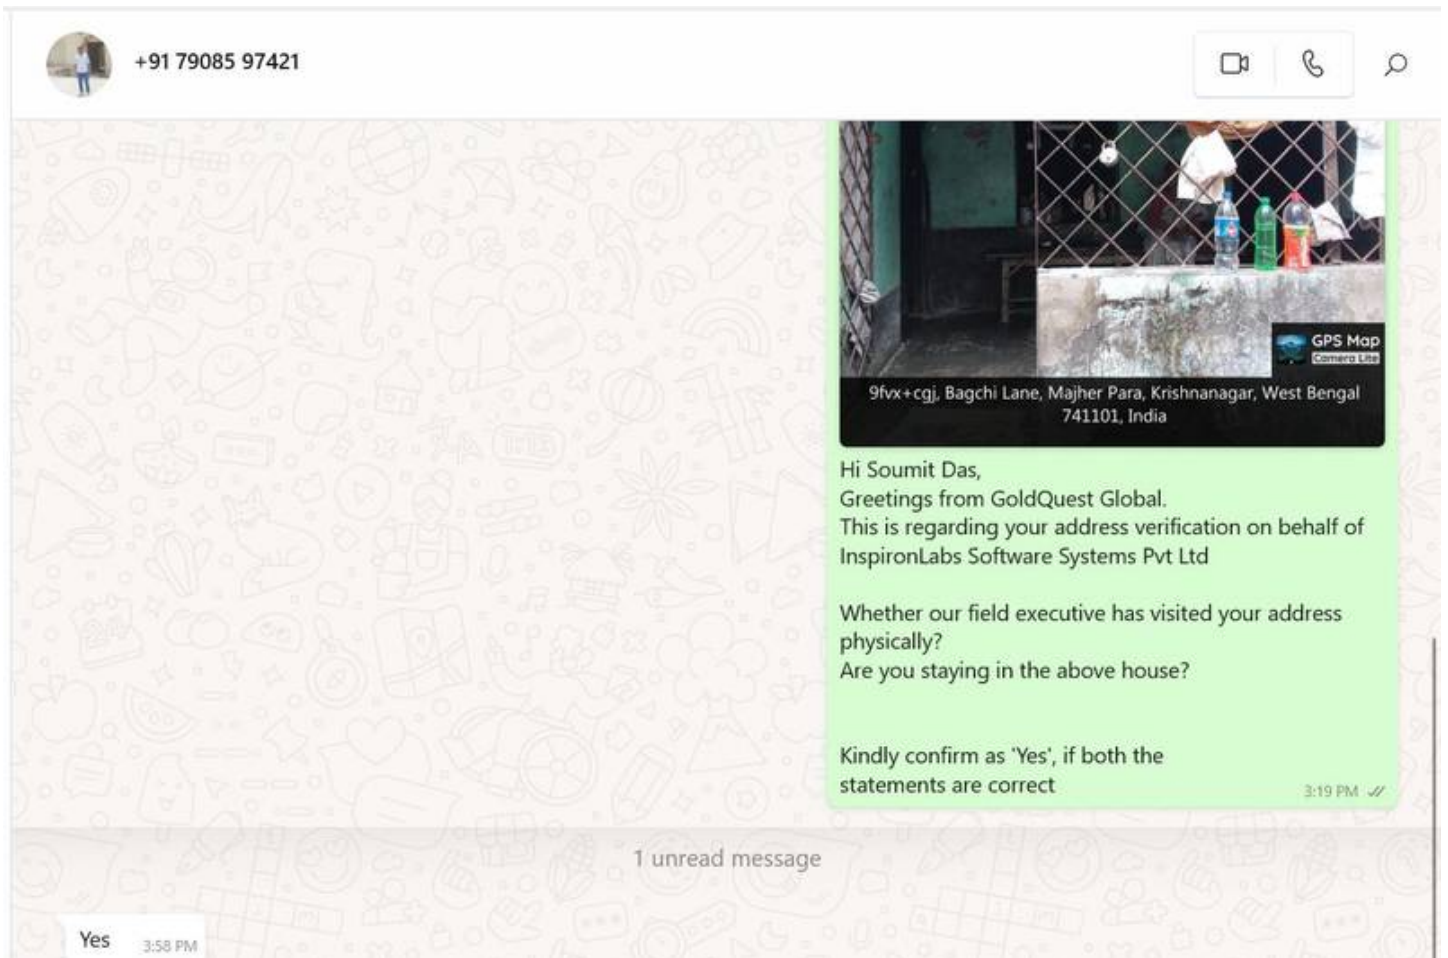 +91 79085 97421
GPS Map
Camera Lite
9fvx+cgj, Bagchi Lane, Majher Para, Krishnanagar, West Bengal
741101, India
Hi Soumit Das,
Greetings from GoldQuest Global.
This is regarding your address verification on behalf of
InspironLabs Software Systems Pvt Ltd
Whether our field executive has visited your address
physically?
Are you staying in the above house?
Kindly confirm as 'Yes', if both the
statements are correct
3:19 PM
1 unread message
Yes 3:58 PM